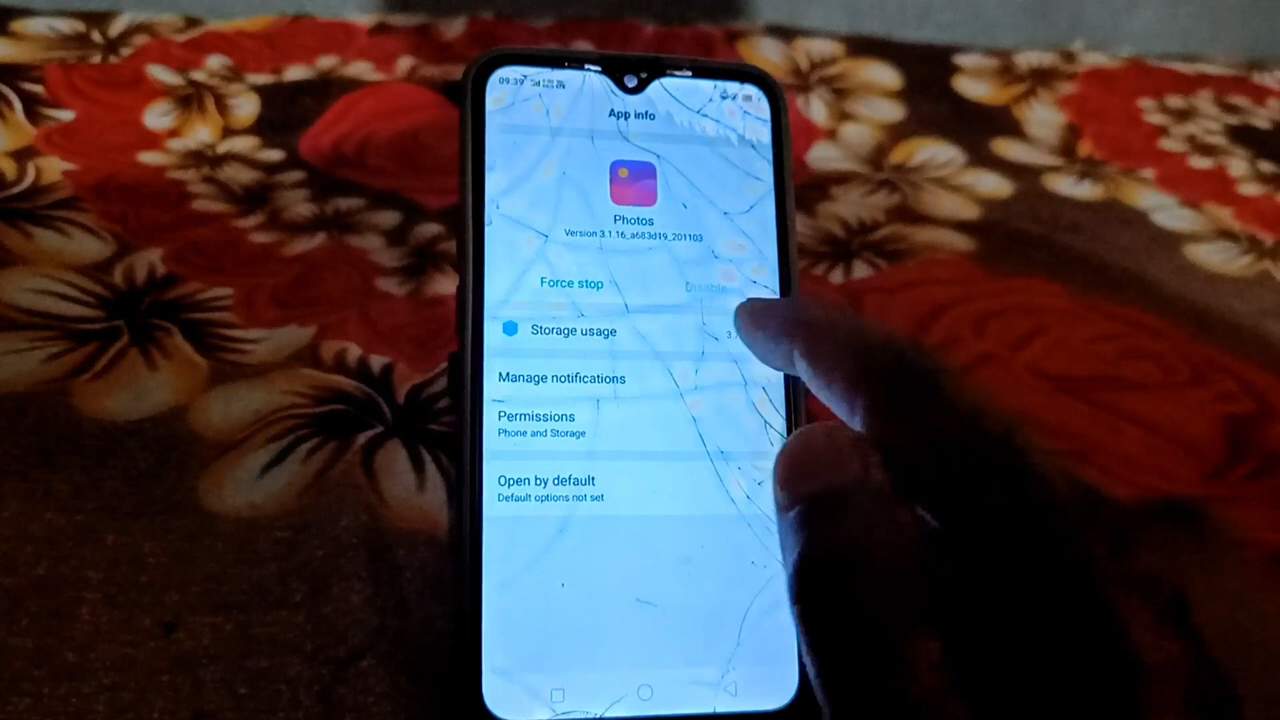 09:39
App info
Photos
Version 3.1.16_a683d19_201103
Force stop
Disable
Storage usage
Manage notifications
Permissions
Phone and Storage
Open by default
Default options not set